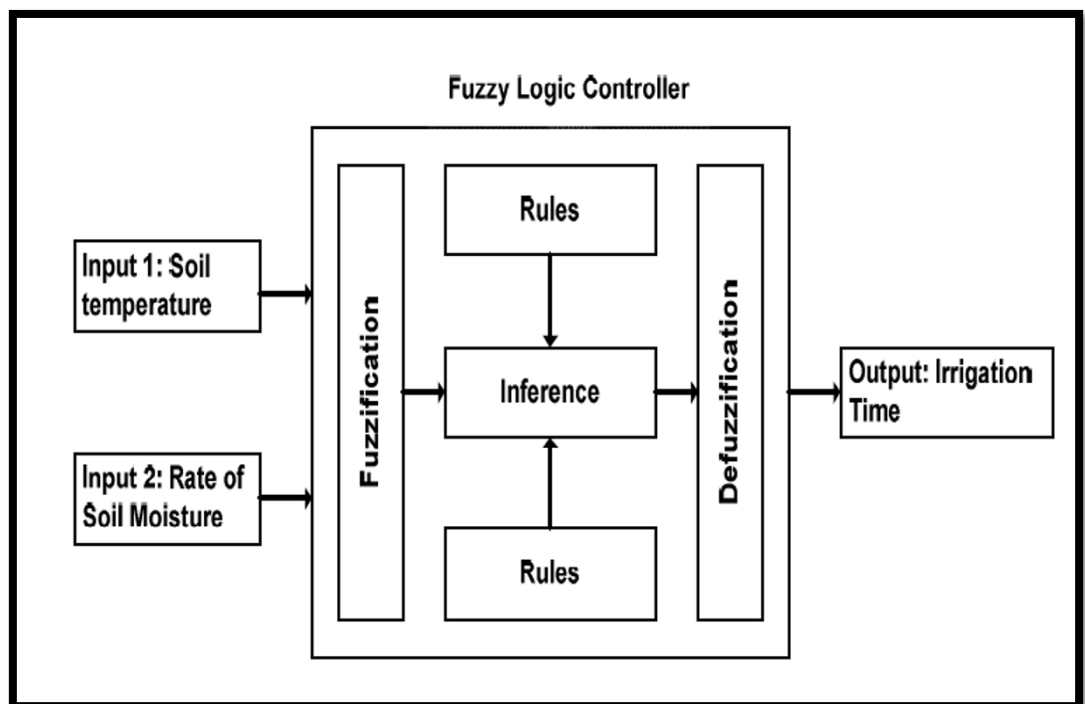 Fuzzy Logic Controller
Rules
Input 1: Soil
temperature
Fuzzification
Inference
Defuzzification
Output: Irrigation
Time
Input 2: Rate of
Soil Moisture
Rules